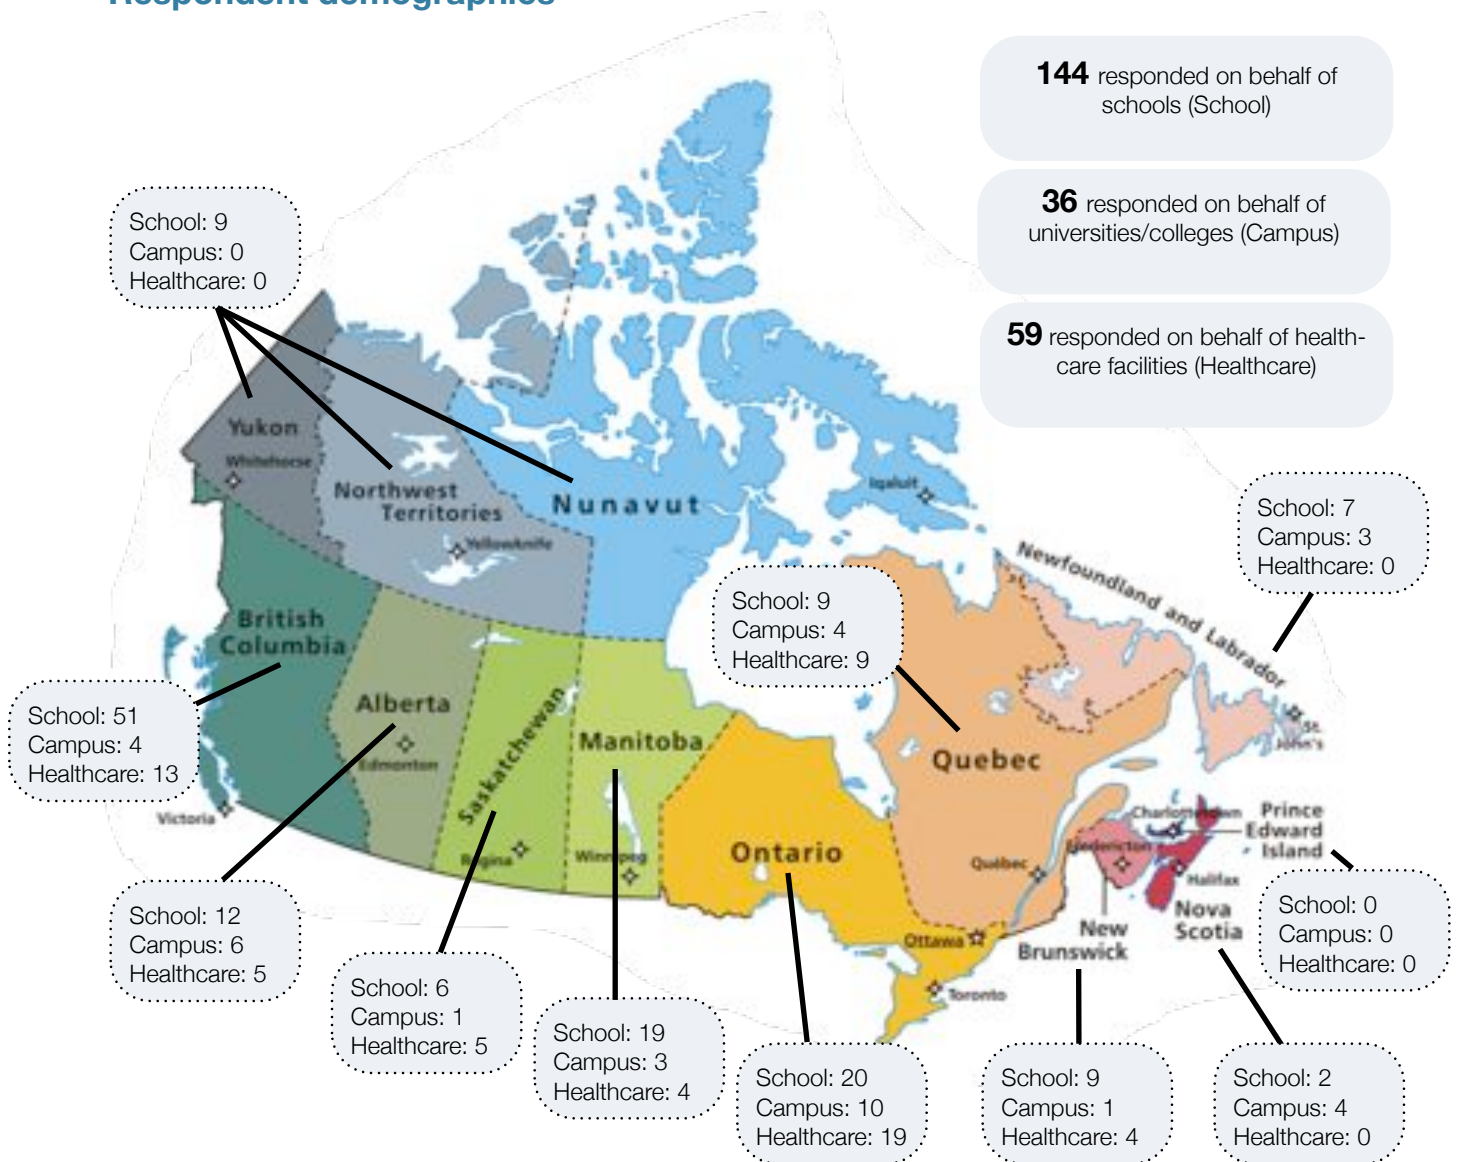 Respondent demographics
144 responded on behalf of
schools (School)
36 responded on behalf of
universities/colleges (Campus)
59 responded on behalf of health-
care facilities (Healthcare)
School: 9
Campus: 0
Healthcare: 0
Yukon
Whitehorse
Northwest
Territories
Yellowknife
Nunavut
Iqaluit
School: 7
Campus: 3
Healthcare: 0
Newfoundland and Labrador
St.
John's
British
Columbia
Victoria
School: 51
Campus: 4
Healthcare: 13
Alberta
Edmonton
Saskatchewan
Regina
Manitoba
Winnipeg
School: 9
Campus: 4
Healthcare: 9
Quebec
Québec
Ontario
Ottawa
Toronto
Charlottetown
Prince
Edward
Island
Fredericton
Halifax
New
Brunswick
Nova
Scotia
School: 0
Campus: 0
Healthcare: 0
School: 12
Campus: 6
Healthcare: 5
School: 6
Campus: 1
Healthcare: 5
School: 19
Campus: 3
Healthcare: 4
School: 20
Campus: 10
Healthcare: 19
School: 9
Campus: 1
Healthcare: 4
School: 2
Campus: 4
Healthcare: 0